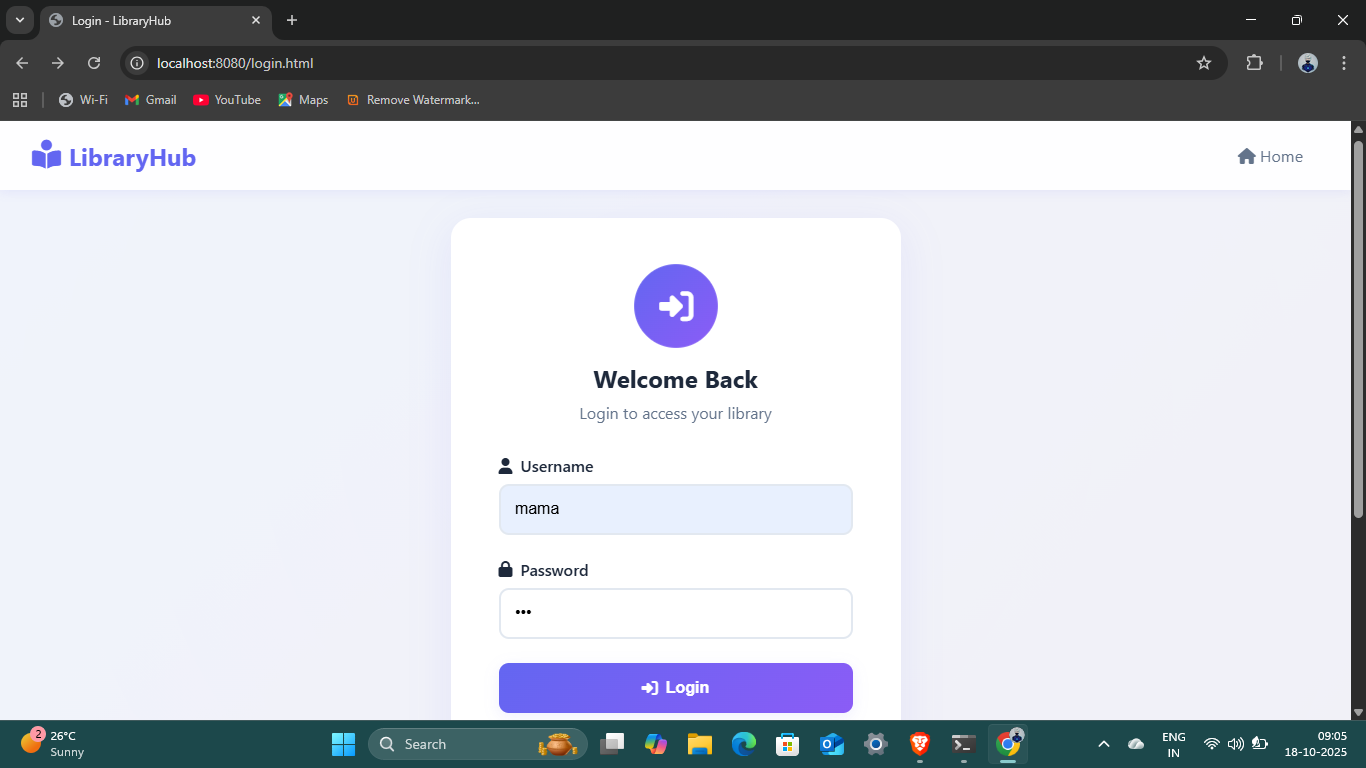 Login - LibraryHub
localhost:8080/login.html
Wi-Fi Gmail YouTube Maps Remove Watermark...
LibraryHub
Home
Welcome Back
Login to access your library
Username
mama
Password
•••
Login
2
26°C
Sunny
Search
ENG
IN
09:05
18-10-2025